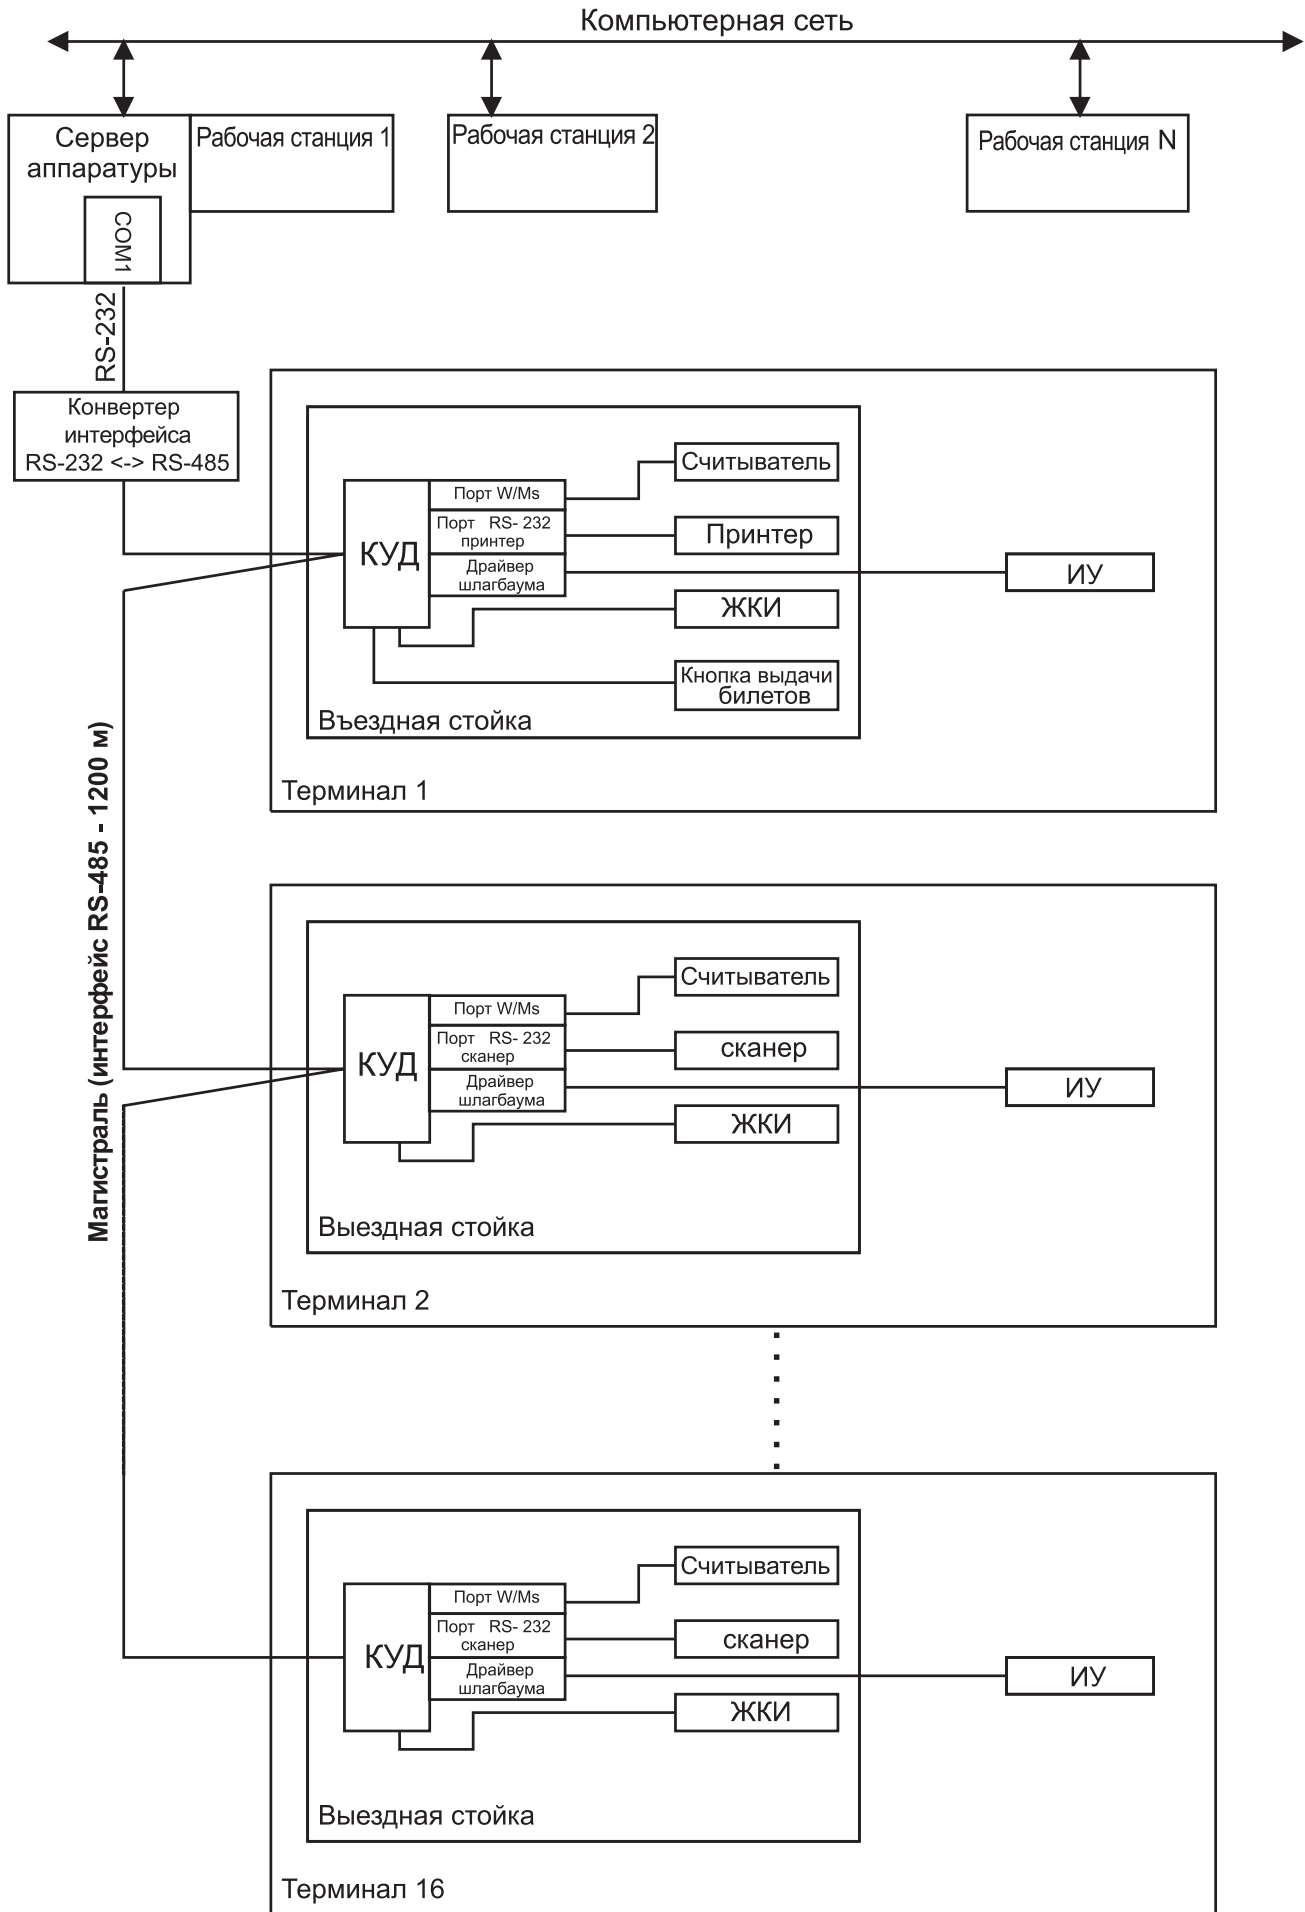 Компьютерная сеть
Сервер
аппаратуры
COM1
Рабочая станция 1
Рабочая станция 2
Рабочая станция N
RS-232
Конвертер
интерфейса
RS-232 <-> RS-485
Магистраль (интерфейс RS-485 - 1200 м)
КУД
Порт W/Ms
Порт RS- 232
принтер
Драйвер
шлагбаума
Считыватель
Принтер
ИУ
ЖКИ
Кнопка выдачи
билетов
Въездная стойка
Терминал 1
КУД
Порт W/Ms
Порт RS- 232
сканер
Драйвер
шлагбаума
Считыватель
сканер
ИУ
ЖКИ
Выездная стойка
Терминал 2
КУД
Порт W/Ms
Порт RS- 232
сканер
Драйвер
шлагбаума
Считыватель
сканер
ИУ
ЖКИ
Выездная стойка
Терминал 16